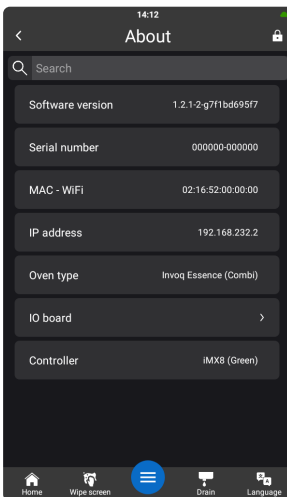 14:12
About
Search
Software version 1.2.1-2-g7f1bd695f7
Serial number 000000-000000
MAC - WiFi 02:16:52:00:00:00
IP address 192.168.232.2
Oven type Invoq Essence (Combi)
IO board
Controller iMX8 (Green)
Home Wipe screen Drain Language